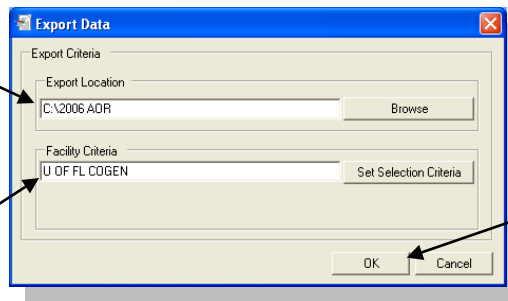 Export Data
Export Criteria
Export Location
C:\2006 AOR
Browse
Facility Criteria
U OF FL COGEN
Set Selection Criteria
OK
Cancel